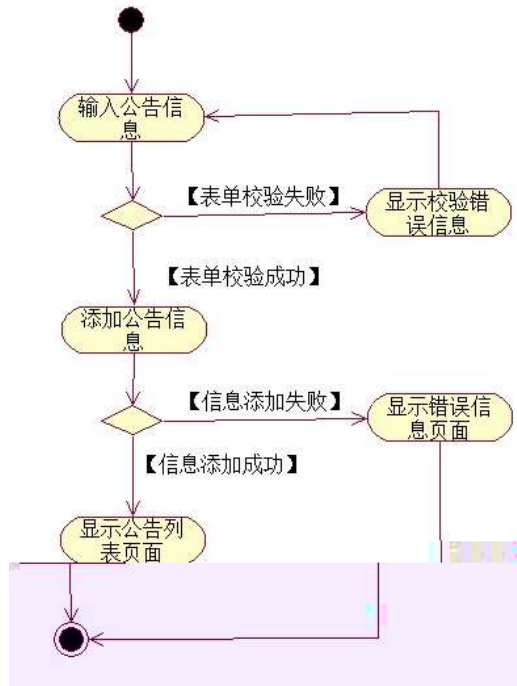 输入公告信
息
【表单校验失败】
显示校验错
误信息
【表单校验成功】
添加公告信
息
【信息添加失败】
显示错误信
息页面
【信息添加成功】
显示公告列
表页面